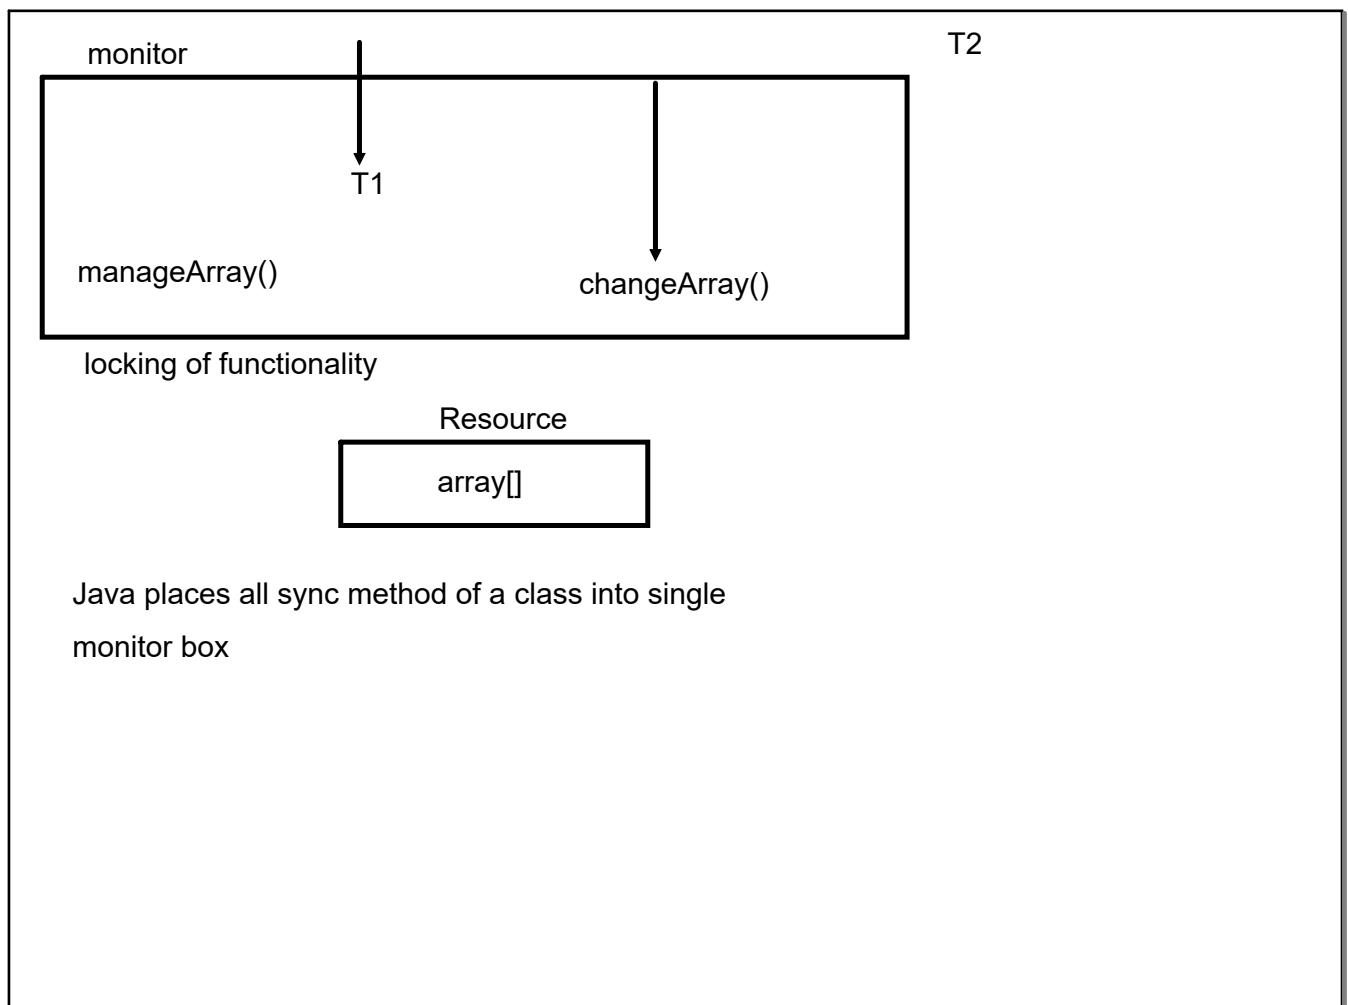 monitor
T2
T1
manageArray()
changeArray()
locking of functionality
Resource
array[]
Java places all sync method of a class into single
monitor box